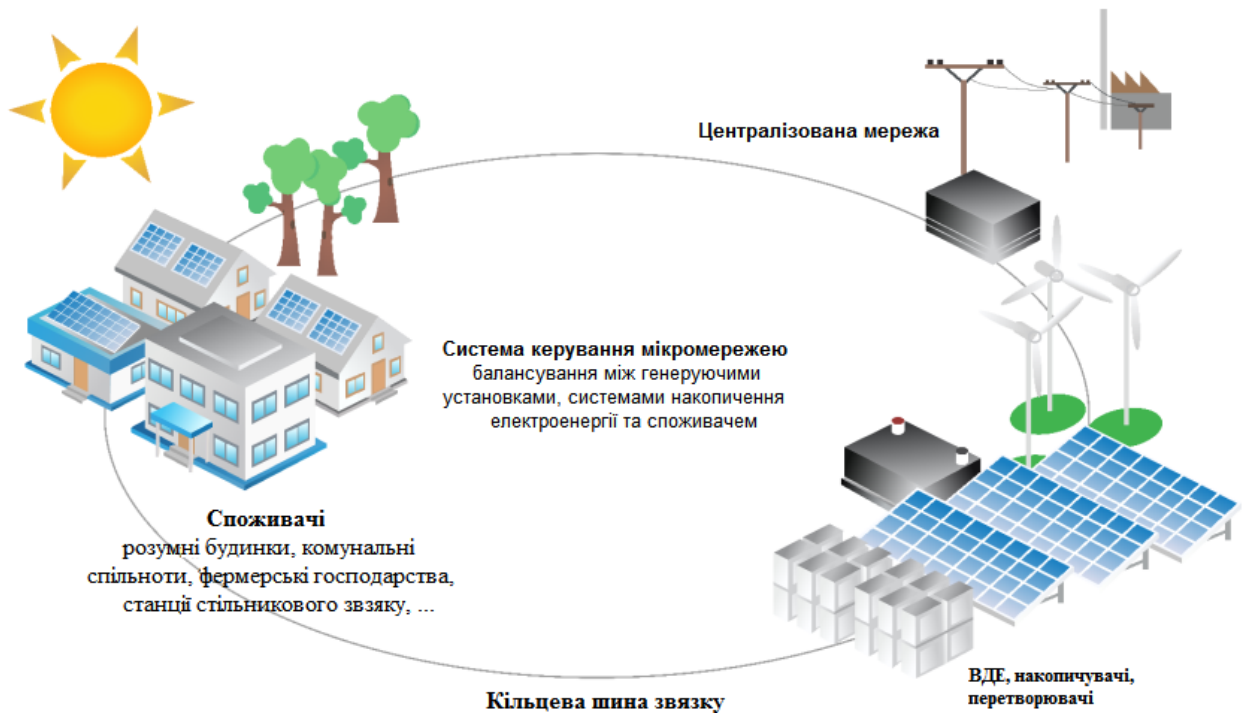 Централізована мережа
Система керування мікромережею
балансування між генеруючими
установками, системами накопичення
електроенергії та споживачем
Споживачі
розумні будинки, комунальні
спільноти, фермерські господарства,
станції стільникового звзяку, ...
ВДЕ, накопичувачі,
перетворювачі
Кільцева шина звязку